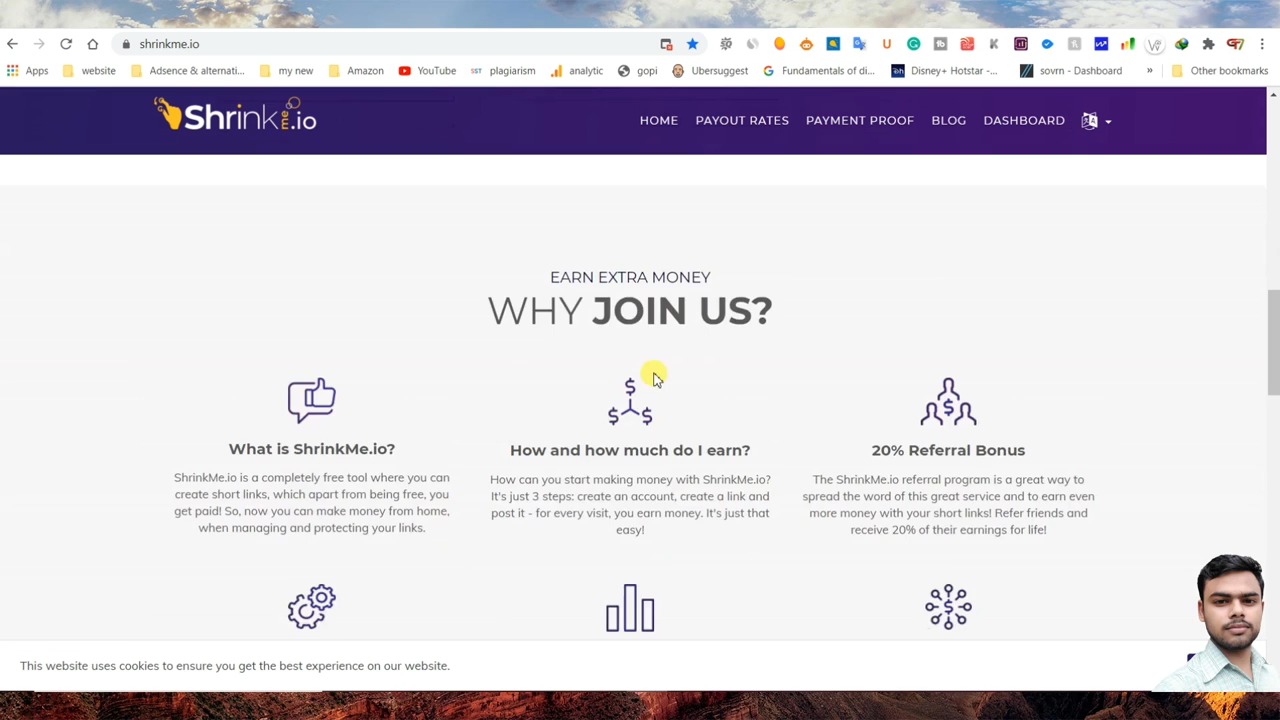 shrinkme.io
Apps website Adsence & alternati... my new Amazon YouTube SST plagiarism analytic gopi Ubersuggest Fundamentals of di... Disney+ Hotstar -... sovrn - Dashboard » Other bookmarks
Shrinkme.io HOME PAYOUT RATES PAYMENT PROOF BLOG DASHBOARD
EARN EXTRA MONEY
WHY JOIN US?
What is ShrinkMe.io?
ShrinkMe.io is a completely free tool where you can
create short links, which apart from being free, you
get paid! So, now you can make money from home,
when managing and protecting your links.
How and how much do I earn?
How can you start making money with ShrinkMe.io?
It's just 3 steps: create an account, create a link and
post it - for every visit, you earn money. It's just that
easy!
20% Referral Bonus
The ShrinkMe.io referral program is a great way to
spread the word of this great service and to earn even
more money with your short links! Refer friends and
receive 20% of their earnings for life!
This website uses cookies to ensure you get the best experience on our website.